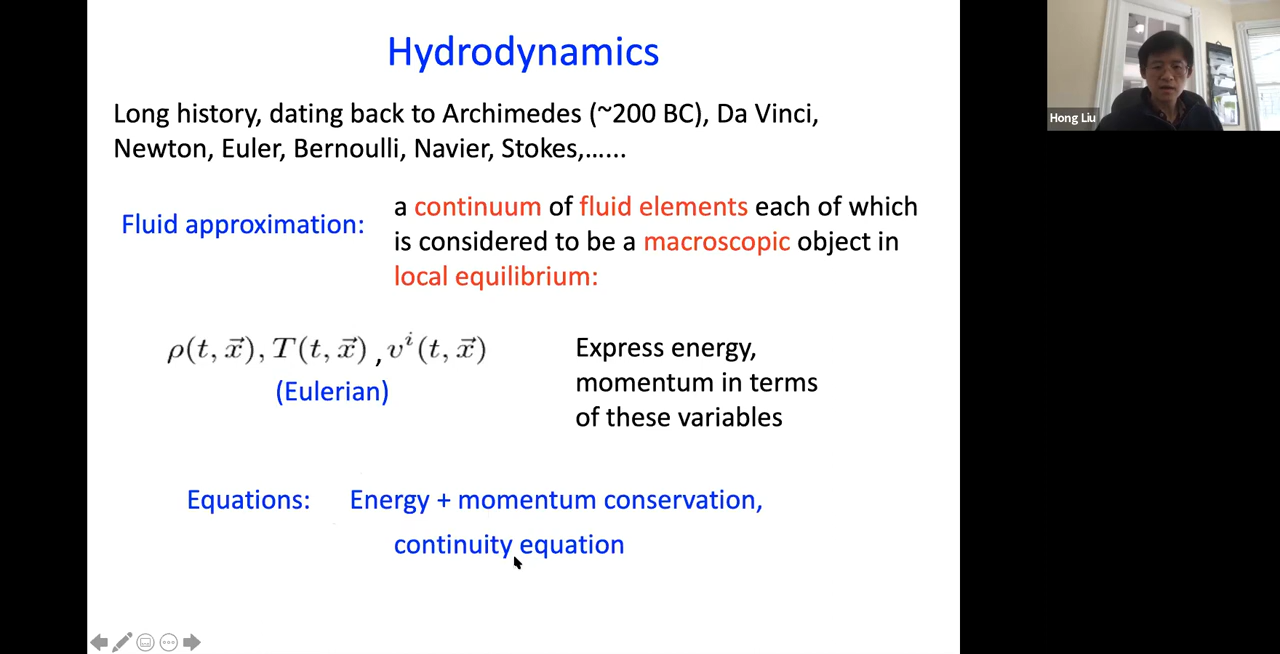 Hydrodynamics
Long history, dating back to Archimedes (~200 BC), Da Vinci,
Newton, Euler, Bernoulli, Navier, Stokes,......
Fluid approximation:
a continuum of fluid elements each of which
is considered to be a macroscopic object in
local equilibrium:
ρ(t, x⃗), T(t, x⃗) , vⁱ(t, x⃗)
(Eulerian)
Express energy,
momentum in terms
of these variables
Equations: Energy + momentum conservation,
continuity equation
Hong Liu